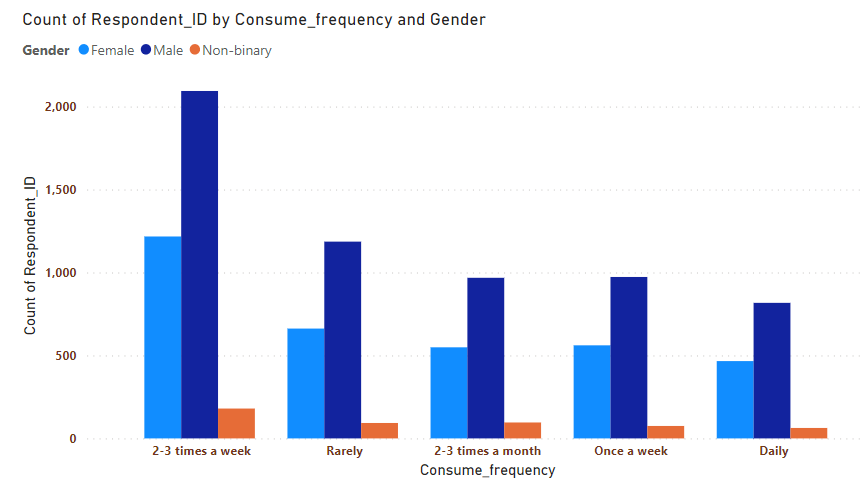 Count of Respondent_ID by Consume_frequency and Gender
Gender Female Male Non-binary
Count of Respondent_ID
2,000
1,500
1,000
500
0
2-3 times a week Rarely 2-3 times a month Once a week Daily
Consume_frequency